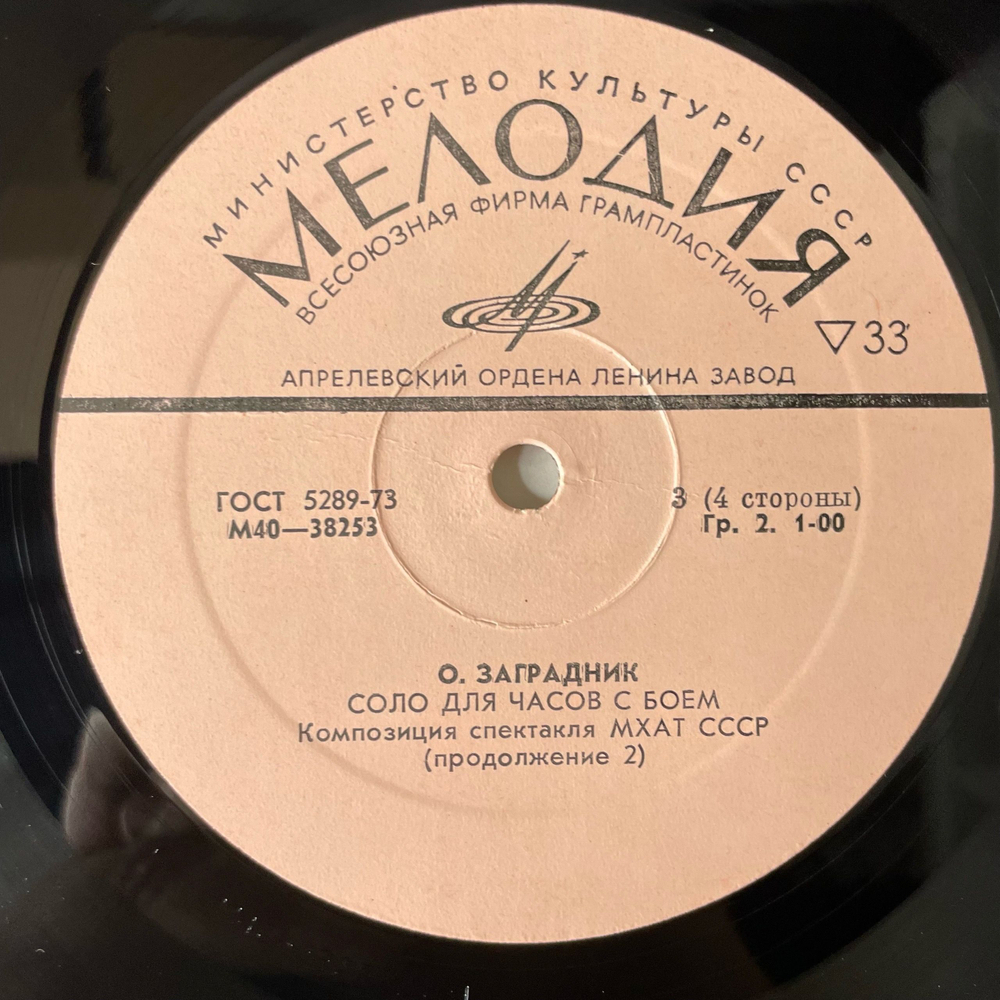 МИНИСТЕРСТВО КУЛЬТУРЫ СССР
МЕЛОДИЯ
ВСЕСОЮЗНАЯ ФИРМА ГРАМПЛАСТИНОК
▽33
АПРЕЛЕВСКИЙ ОРДЕНА ЛЕНИНА ЗАВОД
ГОСТ 5289-73
М40—38253
3 (4 стороны)
Гр. 2. 1-00
О. ЗАГРАДНИК
СОЛО ДЛЯ ЧАСОВ С БОЕМ
Композиция спектакля МХАТ СССР
(продолжение 2)